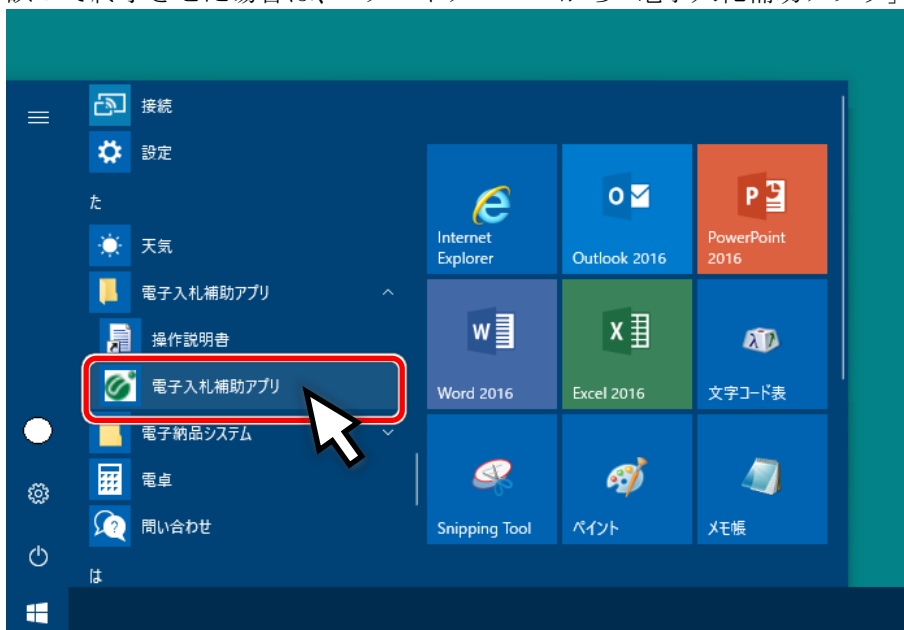 接続
設定
た
天気
電子入札補助アプリ
操作説明書
電子入札補助アプリ
電子納品システム
電卓
問い合わせ
は
Internet
Explorer
Outlook 2016
PowerPoint
2016
Word 2016
Excel 2016
文字コード表
Snipping Tool
ペイント
メモ帳